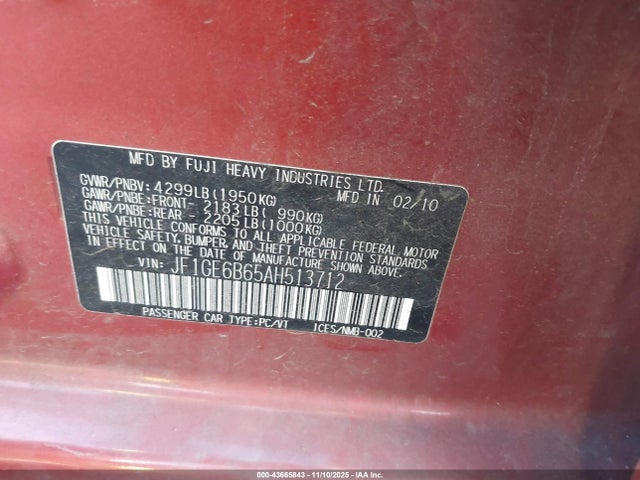 MFD BY FUJI HEAVY INDUSTRIES LTD.
GVWR/PNBV: 4299LB(1950KG) MFD IN 02/10
GAWR/PNBE: FRONT- 2183LB( 990KG)
GAWR/PNBE: REAR - 2205LB(1000KG)
THIS VEHICLE CONFORMS TO ALL APPLICABLE FEDERAL MOTOR
VEHICLE SAFETY, BUMPER, AND THEFT PREVENTION STANDARDS
IN EFFECT ON THE DATE OF MANUFACTURE SHOWN ABOVE.
VIN: JF1GE6B65AH513712
PASSENGER CAR TYPE:PC/VT ICES/NMB-002
000-43665843 - 11/10/2025 - IAA, Inc.